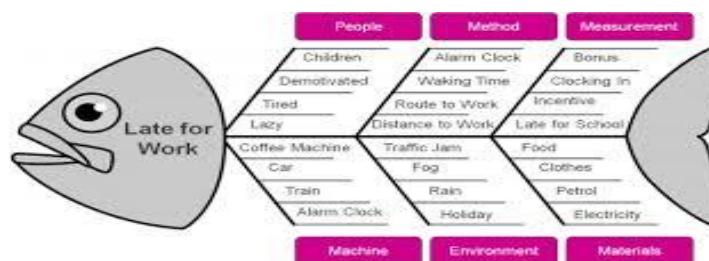 People Method Measurement
Children Alarm Clock Bonus
Demotivated Waking Time Clocking In
Tired Route to Work Incentive
Lazy Distance to Work Late for School
Late for
Work
Coffee Machine Traffic Jam Food
Car Fog Clothes
Train Rain Petrol
Alarm Clock Holiday Electricity
Machine Environment Materials